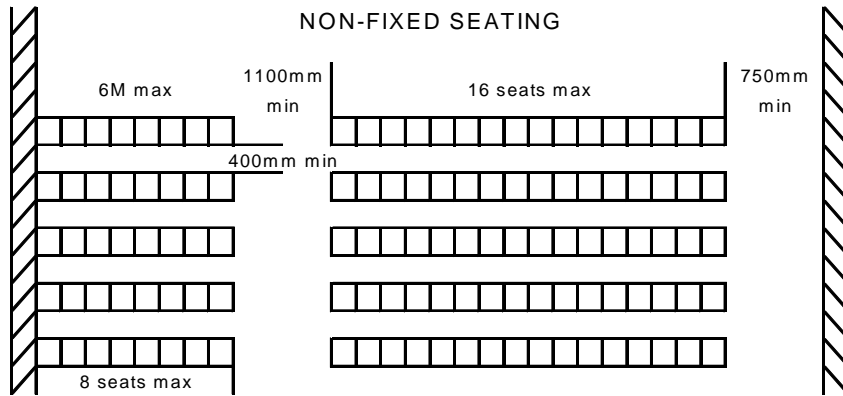 NON-FIXED SEATING
6M max
1100mm
min
16 seats max
750mm
min
400mm min
8 seats max